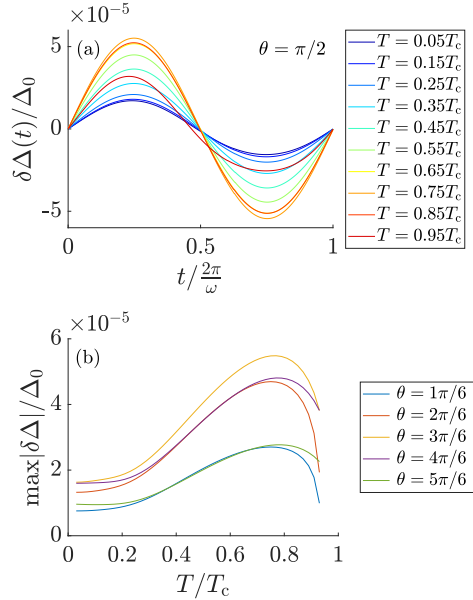 ×10⁻⁵
(a)
θ = π/2
5
0
-5
δΔ(t)/Δ₀
0 0.5 1
t/ 2π/ω
T = 0.05T_c
T = 0.15T_c
T = 0.25T_c
T = 0.35T_c
T = 0.45T_c
T = 0.55T_c
T = 0.65T_c
T = 0.75T_c
T = 0.85T_c
T = 0.95T_c
×10⁻⁵
(b)
6
4
2
0
max|δΔ|/Δ₀
0 0.2 0.4 0.6 0.8 1
T/T_c
θ = 1π/6
θ = 2π/6
θ = 3π/6
θ = 4π/6
θ = 5π/6